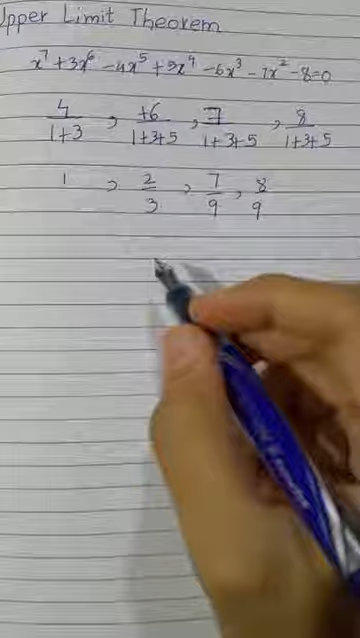 Upper Limit Theorem
x⁷ + 3x⁶ - 4x⁵ + 5x⁴ - 6x³ - 7x² - 8 = 0
4/1+3 , +6/1+3+5 , 7/1+3+5 , 8/1+3+5
1 , 2/3 , 7/9 , 8/9